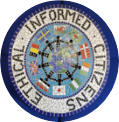 ETHICAL INFORMED CITIZENS